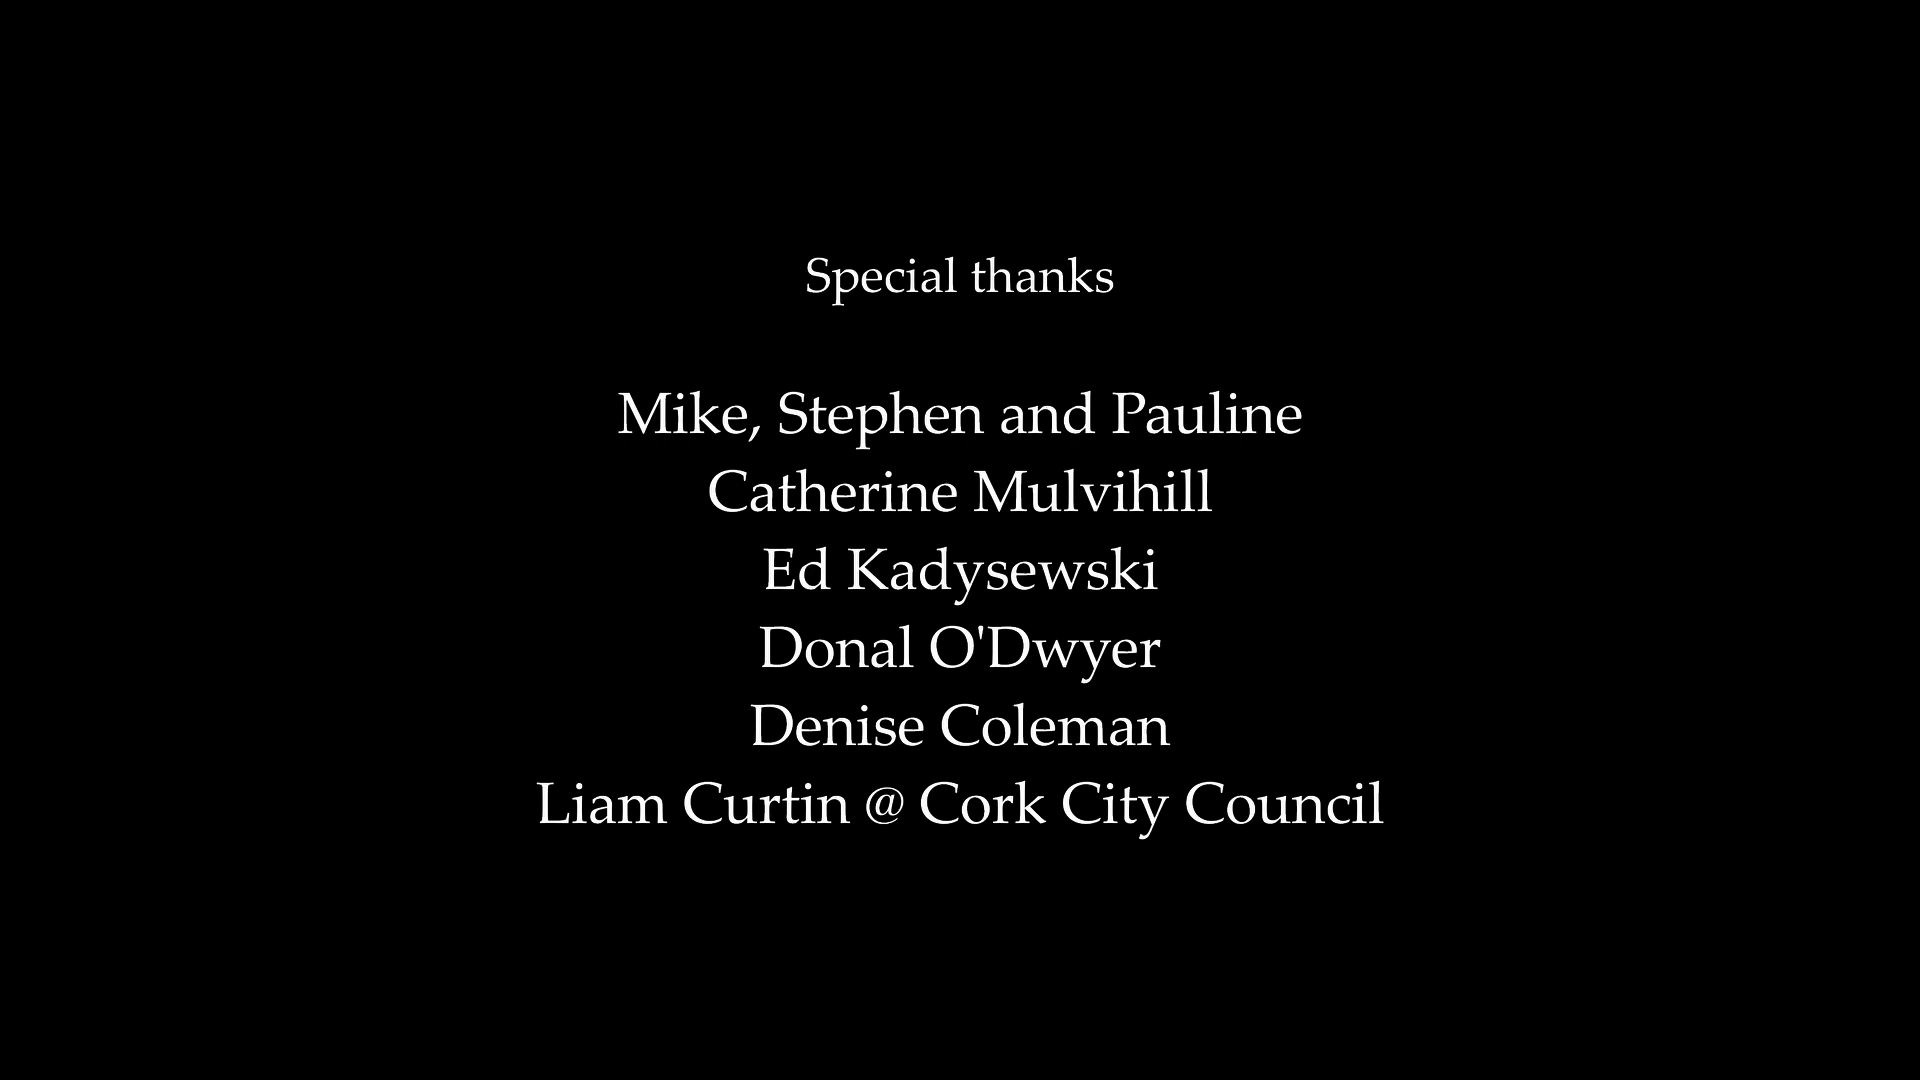 Special thanks
Mike, Stephen and Pauline
Catherine Mulvihill
Ed Kadysewski
Donal O'Dwyer
Denise Coleman
Liam Curtin @ Cork City Council